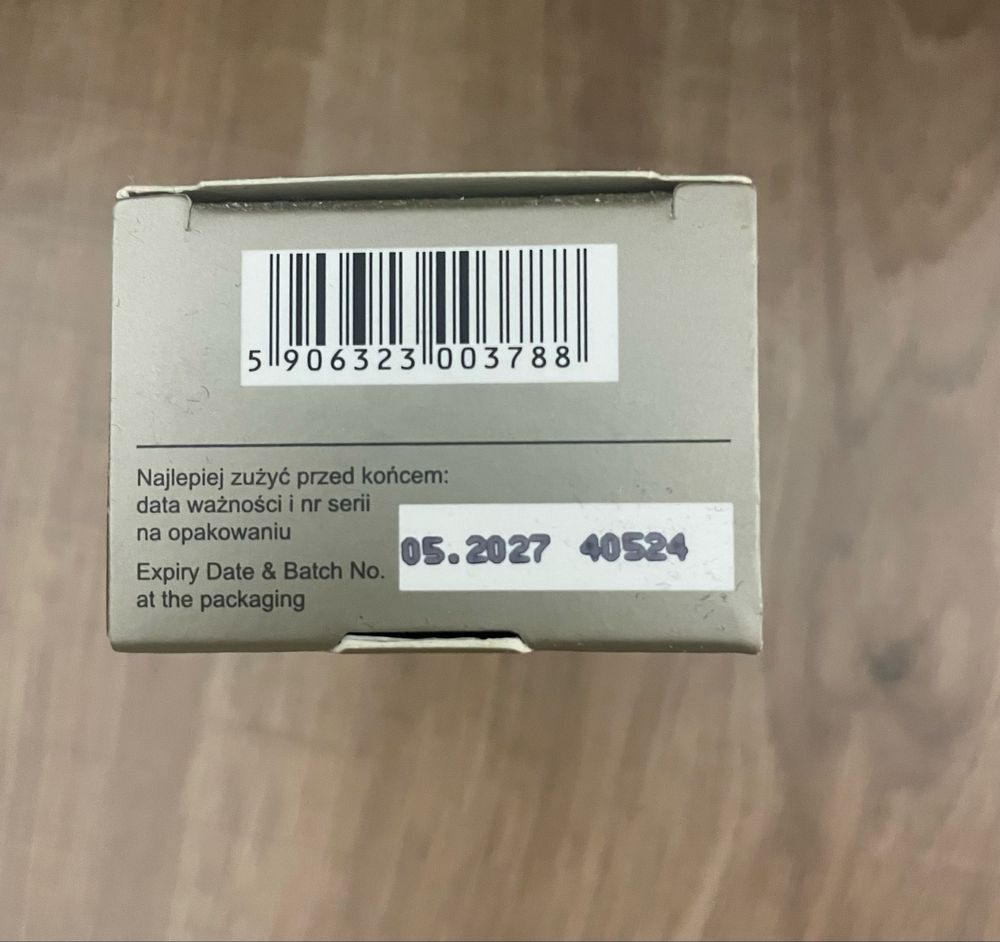 5 906323 003788
Najlepiej zużyć przed końcem:
data ważności i nr serii
na opakowaniu
Expiry Date & Batch No.
at the packaging
05.2027 40524